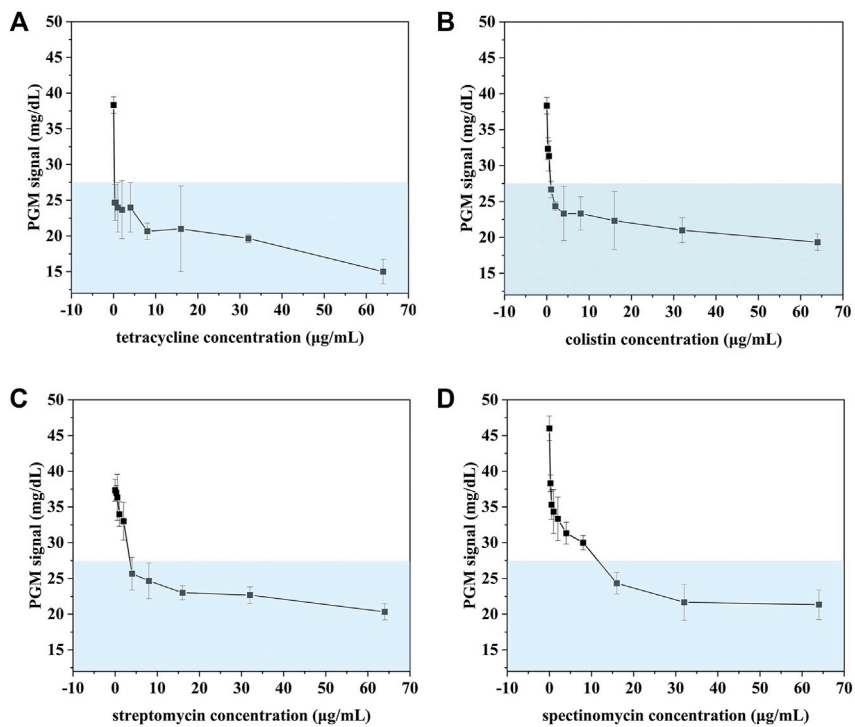 A
50
45
40
35
30
25
20
15
PGM signal (mg/dL)
-10 0 10 20 30 40 50 60 70
tetracycline concentration (μg/mL)
B
50
45
40
35
30
25
20
15
PGM signal (mg/dL)
-10 0 10 20 30 40 50 60 70
colistin concentration (μg/mL)
C
50
45
40
35
30
25
20
15
PGM signal (mg/dL)
-10 0 10 20 30 40 50 60 70
streptomycin concentration (μg/mL)
D
50
45
40
35
30
25
20
15
PGM signal (mg/dL)
-10 0 10 20 30 40 50 60 70
spectinomycin concentration (μg/mL)